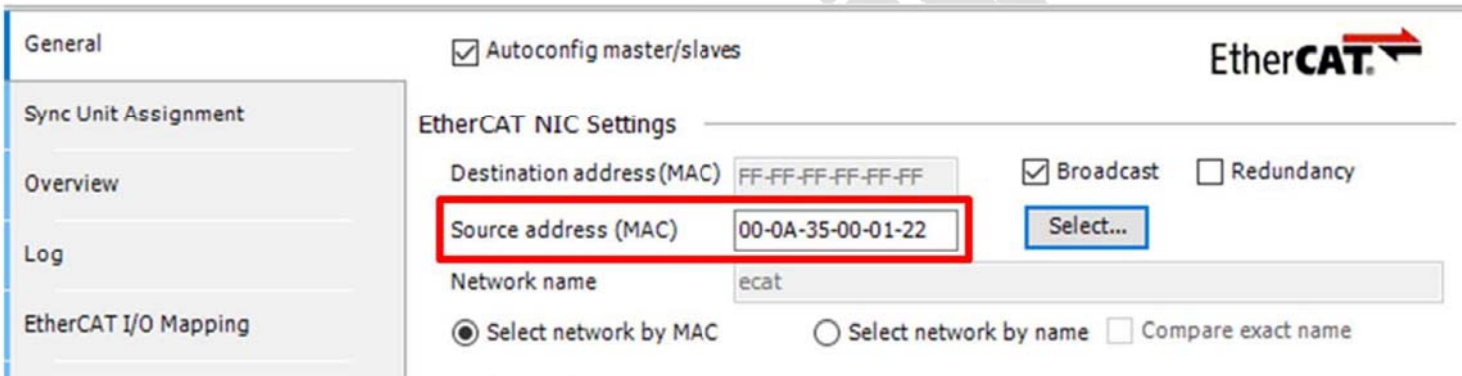 General
Autoconfig master/slaves
EtherCAT.
Sync Unit Assignment
EtherCAT NIC Settings
Overview
Destination address (MAC) FF-FF-FF-FF-FF-FF Broadcast Redundancy
Source address (MAC) 00-0A-35-00-01-22 Select...
Log
Network name ecat
EtherCAT I/O Mapping
Select network by MAC Select network by name Compare exact name